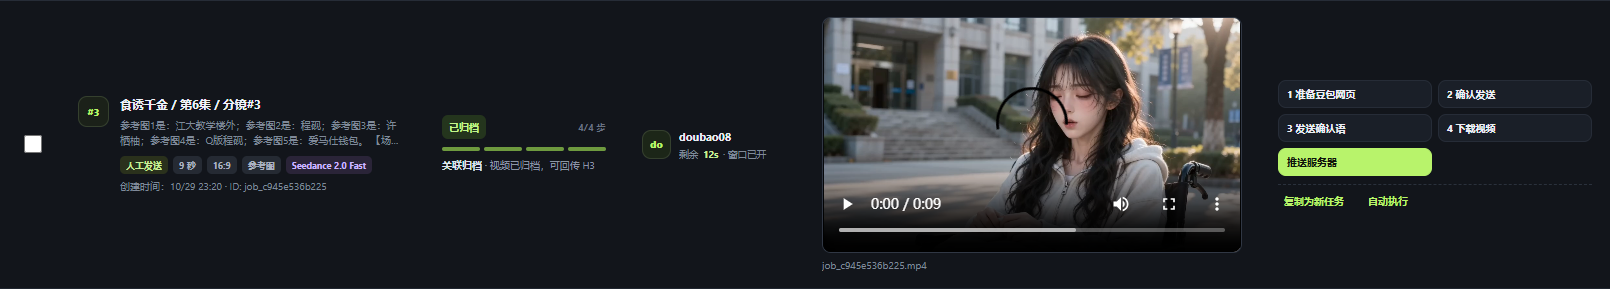 #3
食诱千金 / 第6集 / 分镜#3
参考图1是：江大教学楼外；参考图2是：程砚；参考图3是：许
栖柚；参考图4是：Q版程砚；参考图5是：爱马仕钱包。【场...
人工发送 9 秒 16:9 参考图 Seedance 2.0 Fast
创建时间：10/29 23:20 · ID: job_c945e536b225
已归档 4/4 步
关联归档 · 视频已归档，可回传 H3
do
doubao08
剩余 12s · 窗口已开
0:00 / 0:09
job_c945e536b225.mp4
1 准备豆包网页
2 确认发送
3 发送确认语
4 下载视频
推送服务器
复制为新任务
自动执行